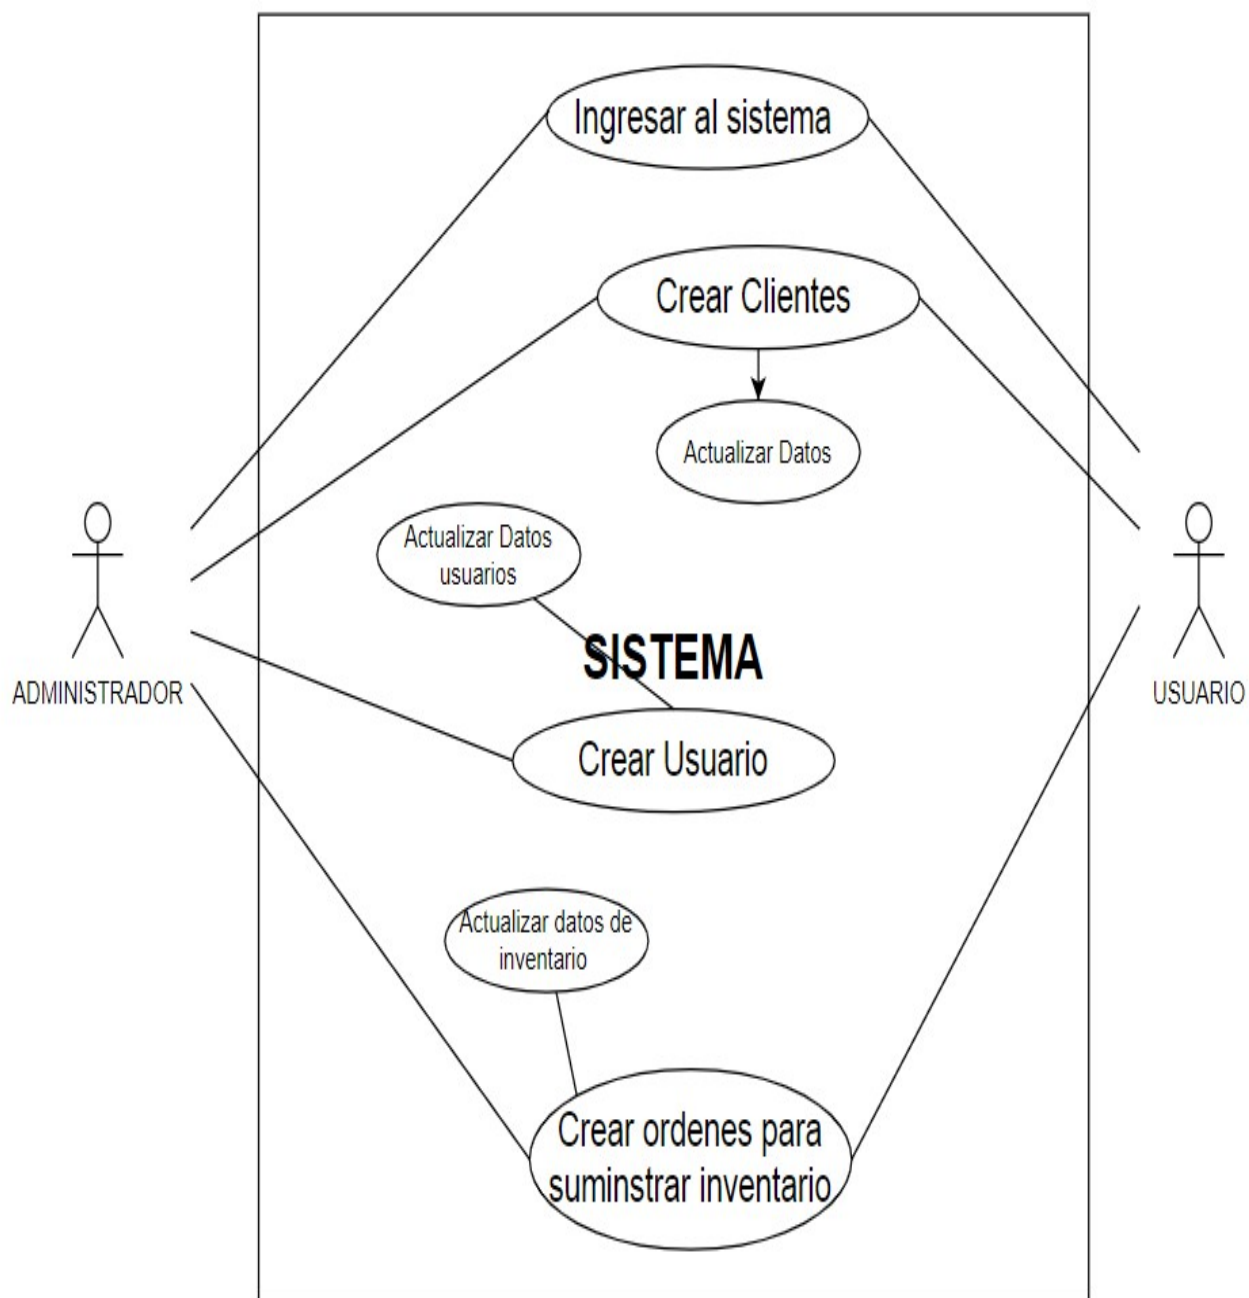 Ingresar al sistema
Crear Clientes
Actualizar Datos
Actualizar Datos
usuarios
SISTEMA
ADMINISTRADOR
USUARIO
Crear Usuario
Actualizar datos de
inventario
Crear ordenes para
suminstrar inventario